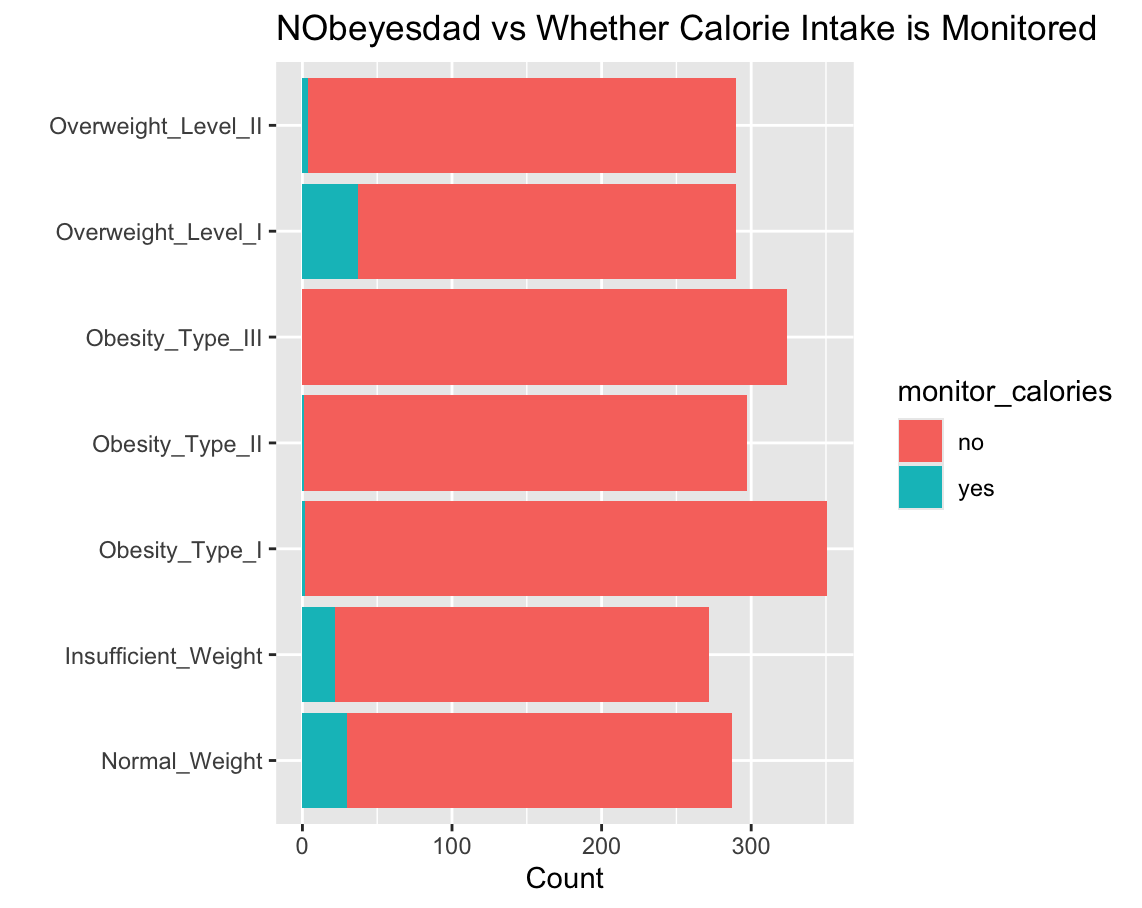 NObeyesdad vs Whether Calorie Intake is Monitored
Overweight_Level_II
Overweight_Level_I
Obesity_Type_III
Obesity_Type_II
Obesity_Type_I
Insufficient_Weight
Normal_Weight
0 100 200 300
Count
monitor_calories
no
yes